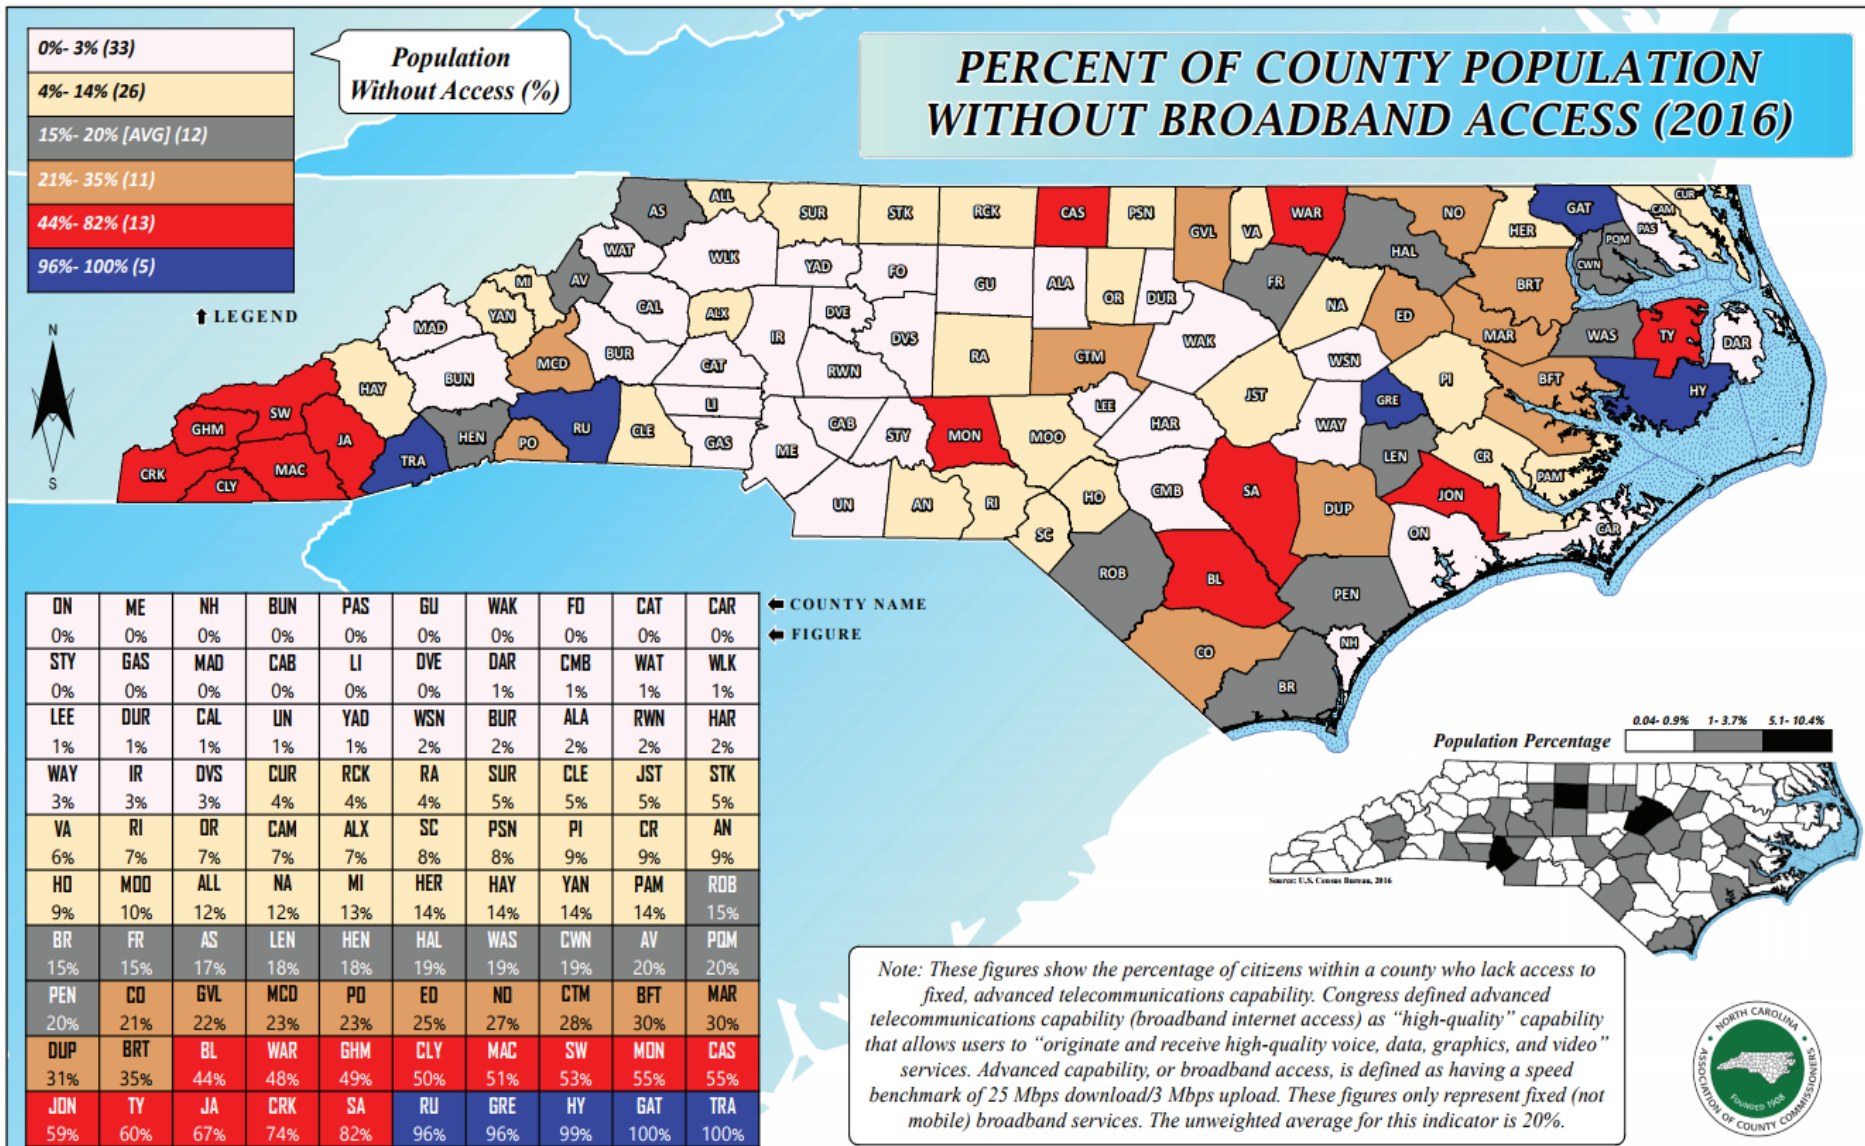 PERCENT OF COUNTY POPULATION
WITHOUT BROADBAND ACCESS (2016)
0%- 3% (33)
4%- 14% (26)
15%- 20% [AVG] (12)
21%- 35% (11)
44%- 82% (13)
96%- 100% (5)
Population
Without Access (%)
LEGEND
N
S
AS ALL SUR STK RCK CAS PSN GVL VA WAR NO HER GAT CUR CAM PAS
WAT WLK YAD FO GU ALA OR DUR FR HAL PQM CWN BRT
MI AV YAN CAL ALX IR DVE DVS NA ED MAR WAS TY DAR
MAD BUN MCD BUR CAT RWN RA CTM WAK WSN PI BFT HY
HAY SW GHM JA HEN PO RU CLE LI GAS ME CAB STY MON MOO LEE HAR JST WAY GRE
CRK CLY MAC TRA UN AN RI HO SC CMB SA DUP LEN CR PAM JON
ROB BL ON CAR PEN
CO BR NH
ON ME NH BUN PAS GU WAK FO CAT CAR
0% 0% 0% 0% 0% 0% 0% 0% 0% 0%
STY GAS MAD CAB LI DVE DAR CMB WAT WLK
0% 0% 0% 0% 0% 0% 1% 1% 1% 1%
LEE DUR CAL UN YAD WSN BUR ALA RWN HAR
1% 1% 1% 1% 1% 2% 2% 2% 2% 2%
WAY IR DVS CUR RCK RA SUR CLE JST STK
3% 3% 3% 4% 4% 4% 5% 5% 5% 5%
VA RI OR CAM ALX SC PSN PI CR AN
6% 7% 7% 7% 7% 8% 8% 9% 9% 9%
HO MOO ALL NA MI HER HAY YAN PAM ROB
9% 10% 12% 12% 13% 14% 14% 14% 14% 15%
BR FR AS LEN HEN HAL WAS CWN AV PQM
15% 15% 17% 18% 18% 19% 19% 19% 20% 20%
PEN CO GVL MCD PO ED NO CTM BFT MAR
20% 21% 22% 23% 23% 25% 27% 28% 30% 30%
DUP BRT BL WAR GHM CLY MAC SW MON CAS
31% 35% 44% 48% 49% 50% 51% 53% 55% 55%
JON TY JA CRK SA RU GRE HY GAT TRA
59% 60% 67% 74% 82% 96% 96% 99% 100% 100%
COUNTY NAME
FIGURE
0.04- 0.9% 1- 3.7% 5.1- 10.4%
Population Percentage
Source: U.S. Census Bureau, 2016
Note: These figures show the percentage of citizens within a county who lack access to
fixed, advanced telecommunications capability. Congress defined advanced
telecommunications capability (broadband internet access) as “high-quality” capability
that allows users to “originate and receive high-quality voice, data, graphics, and video”
services. Advanced capability, or broadband access, is defined as having a speed
benchmark of 25 Mbps download/3 Mbps upload. These figures only represent fixed (not
mobile) broadband services. The unweighted average for this indicator is 20%.
NORTH CAROLINA
ASSOCIATION OF COUNTY COMMISSIONERS
FOUNDED 1908